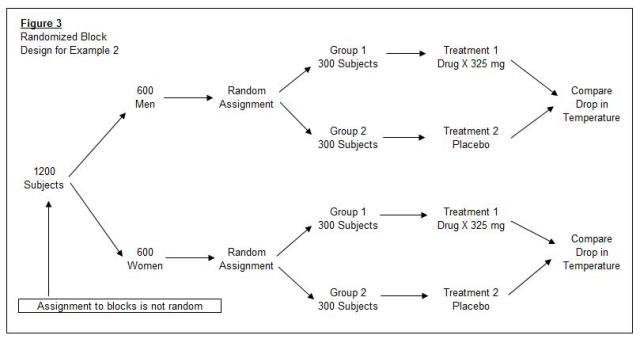 Figure 3
Randomized Block
Design for Example 2
1200
Subjects
600
Men
Random
Assignment
Group 1
300 Subjects
Treatment 1
Drug X 325 mg
Group 2
300 Subjects
Treatment 2
Placebo
Compare
Drop in
Temperature
600
Women
Random
Assignment
Group 1
300 Subjects
Treatment 1
Drug X 325 mg
Group 2
300 Subjects
Treatment 2
Placebo
Compare
Drop in
Temperature
Assignment to blocks is not random